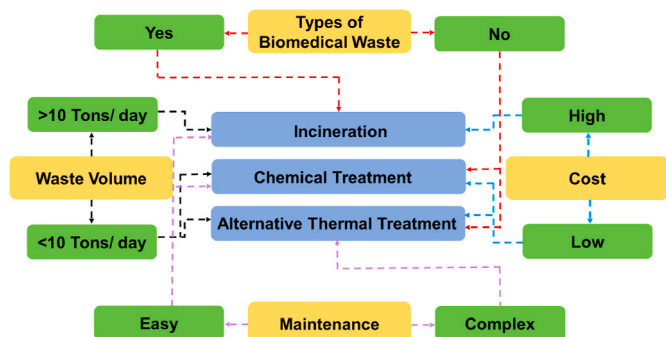 Yes
Types of
Biomedical Waste
No
>10 Tons/ day
Incineration
High
Waste Volume
Chemical Treatment
Cost
<10 Tons/ day
Alternative Thermal Treatment
Low
Easy
Maintenance
Complex